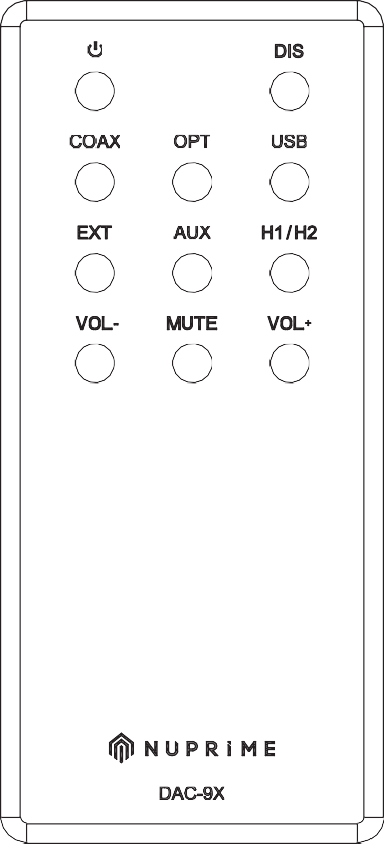 ⏻ DIS
COAX OPT USB
EXT AUX H1/H2
VOL- MUTE VOL+
NUPRiME
DAC-9X